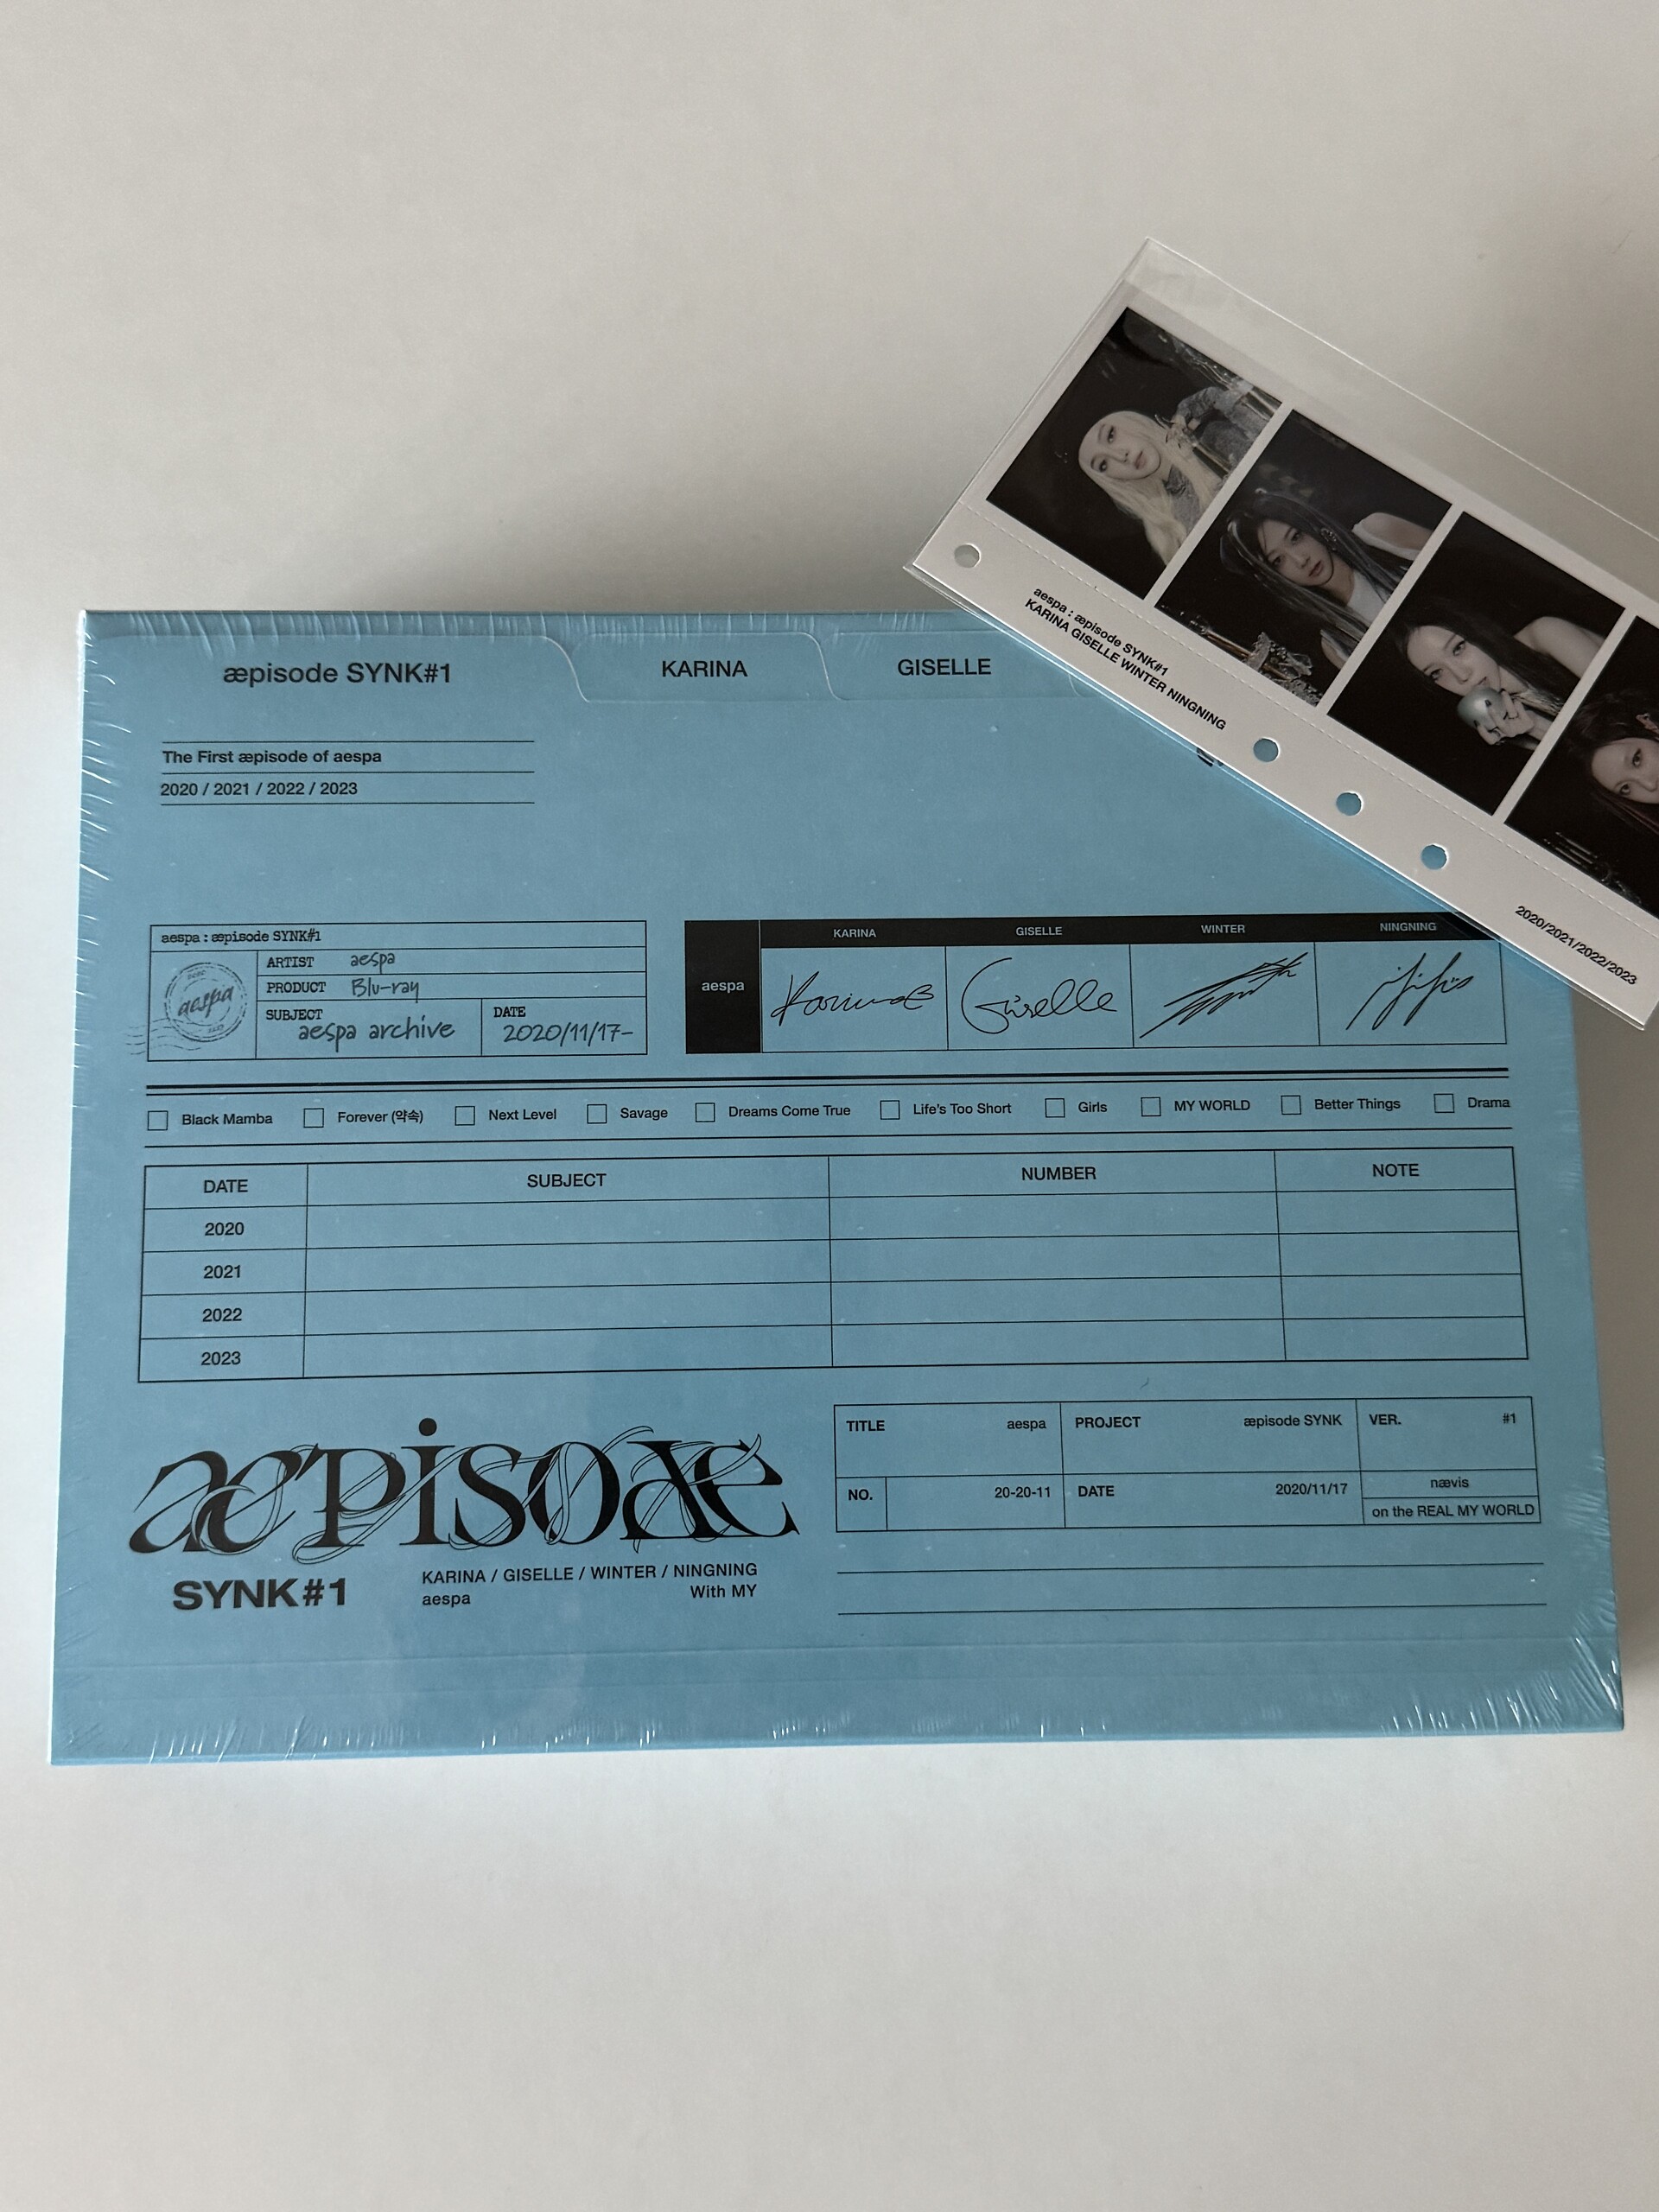 aespa : æpisode SYNK#1
KARINA GISELLE WINTER NINGNING
2020/2021/2022/2023
æpisode SYNK#1
KARINA
GISELLE
The First æpisode of aespa
2020 / 2021 / 2022 / 2023
aespa : æpisode SYNK#1
aespa
ARTIST aespa
PRODUCT Blu-ray
SUBJECT aespa archive
DATE 2020/11/17-
aespa
KARINA GISELLE WINTER NINGNING
Karina Giselle
Black Mamba Forever (약속) Next Level Savage Dreams Come True Life's Too Short Girls MY WORLD Better Things Drama
DATE SUBJECT NUMBER NOTE
2020
2021
2022
2023
æpisode
SYNK#1
KARINA / GISELLE / WINTER / NINGNING
aespa With MY
TITLE aespa PROJECT æpisode SYNK VER. #1
NO. 20-20-11 DATE 2020/11/17 nævis
on the REAL MY WORLD